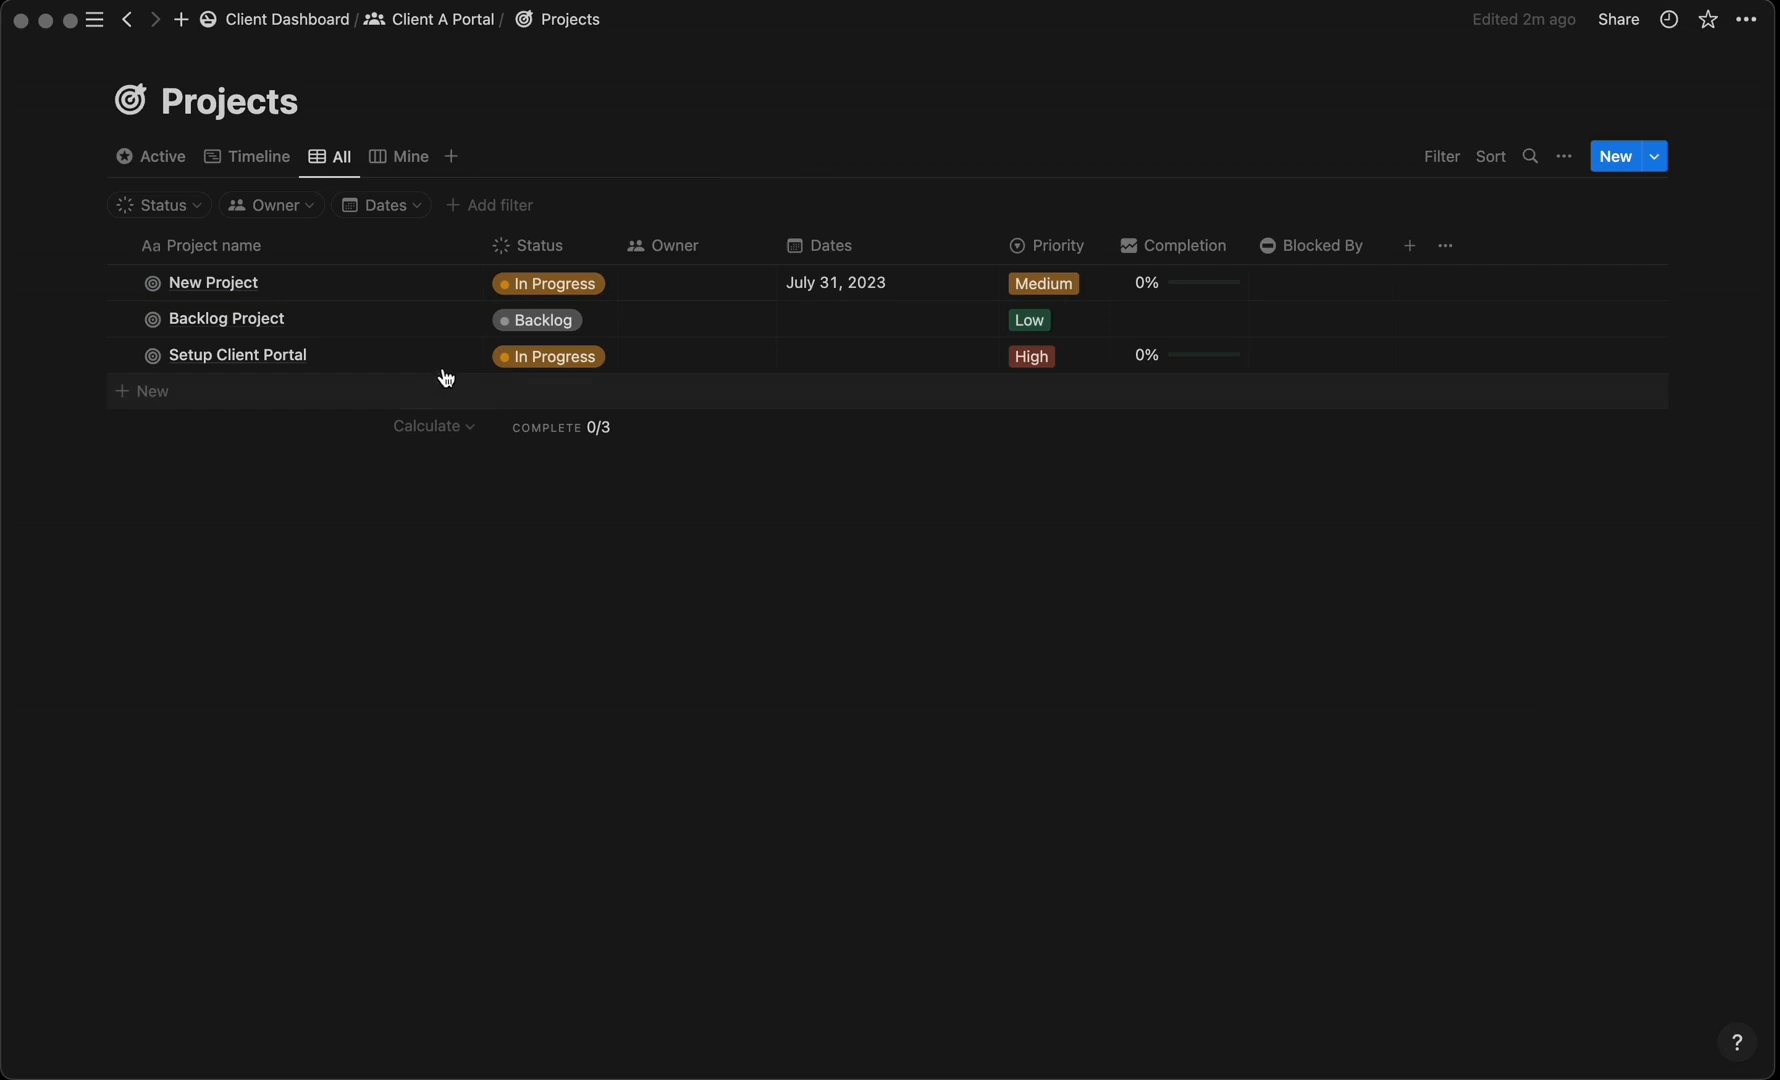 Client Dashboard / Client A Portal / Projects Edited 2m ago Share
Projects
Active Timeline All Mine + Filter Sort New
Status Owner Dates + Add filter
Aa Project name Status Owner Dates Priority Completion Blocked By +
New Project In Progress July 31, 2023 Medium 0%
Backlog Project Backlog Low
Setup Client Portal In Progress High 0%
+ New
Calculate COMPLETE 0/3
?